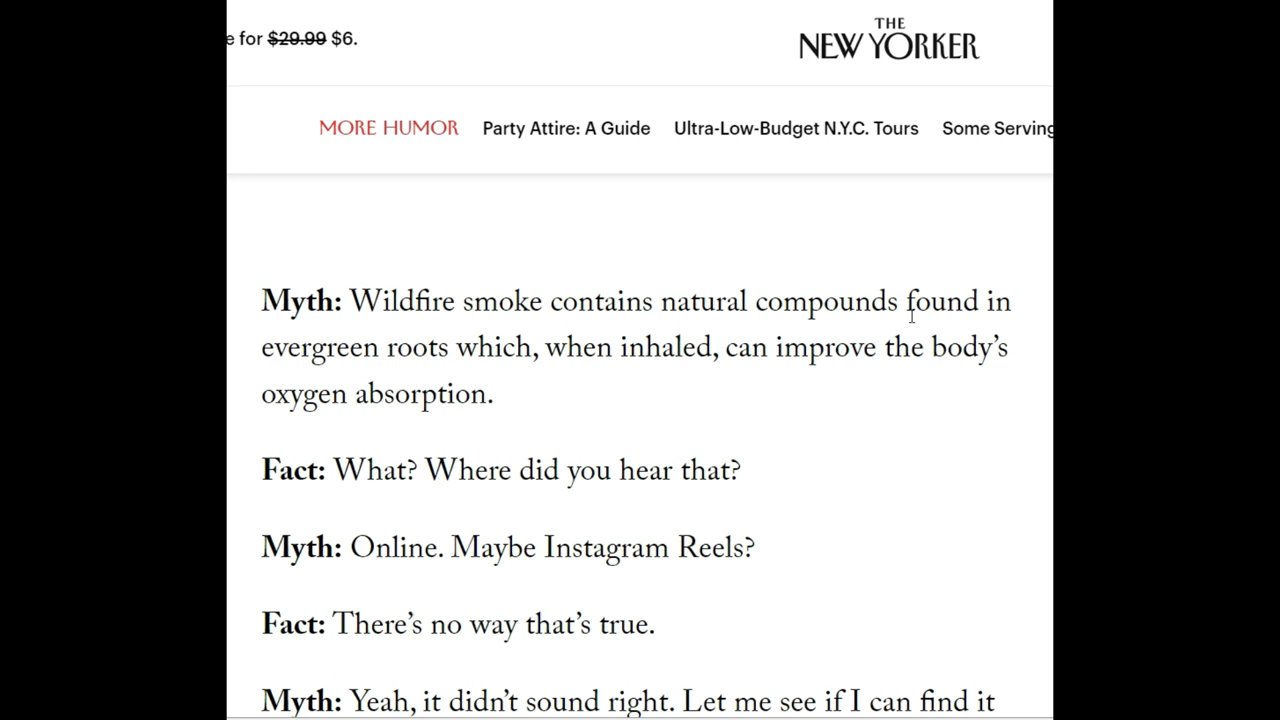 e for $29.99 $6.
THE
NEW YORKER
MORE HUMOR Party Attire: A Guide Ultra-Low-Budget N.Y.C. Tours Some Serving
Myth: Wildfire smoke contains natural compounds found in
evergreen roots which, when inhaled, can improve the body’s
oxygen absorption.
Fact: What? Where did you hear that?
Myth: Online. Maybe Instagram Reels?
Fact: There’s no way that’s true.
Myth: Yeah, it didn’t sound right. Let me see if I can find it